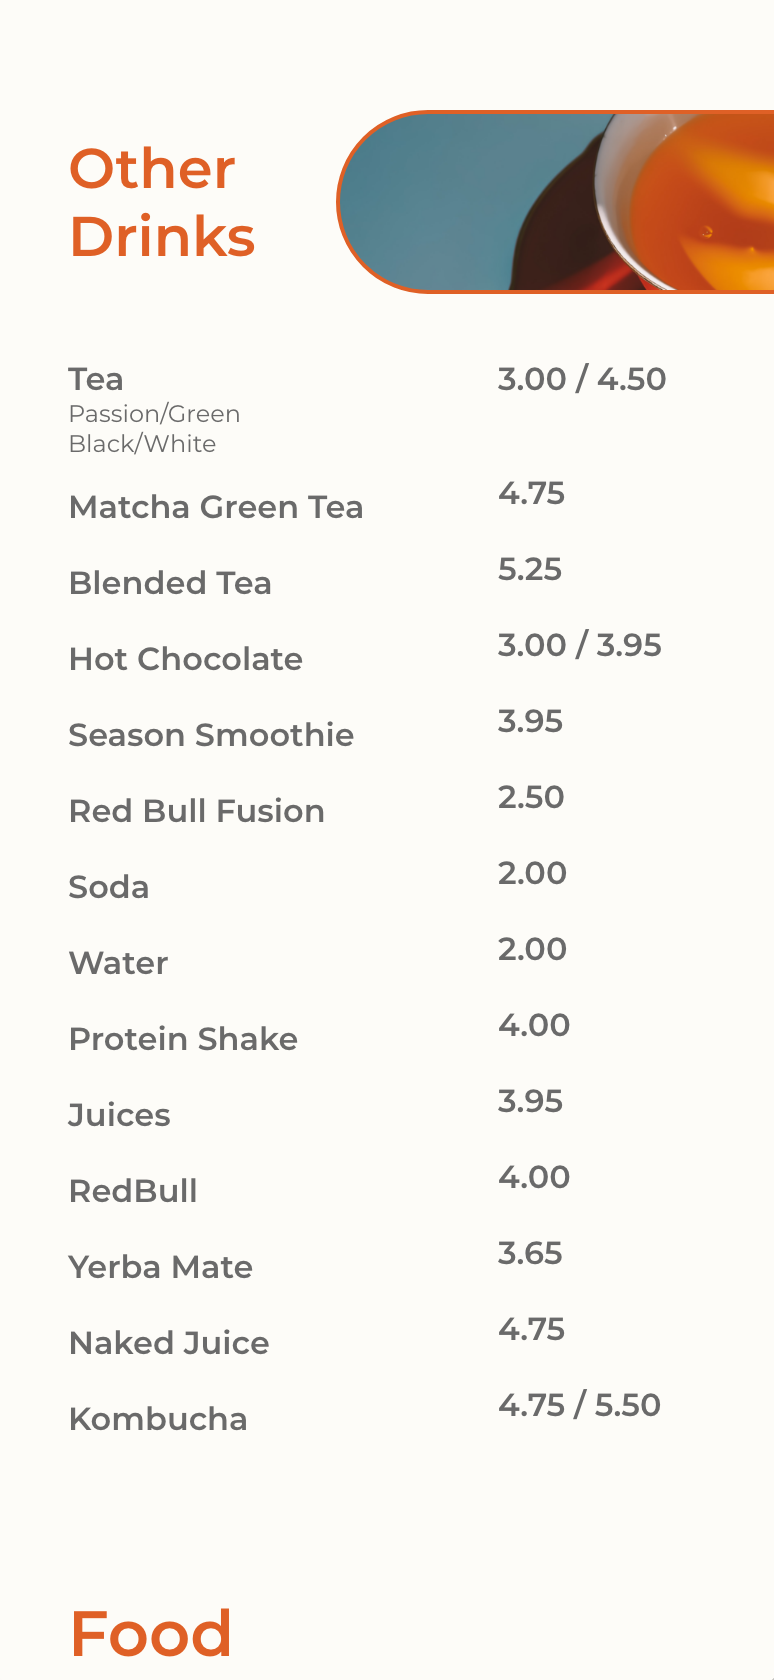 Other
Drinks
Tea 3.00 / 4.50
Passion/Green
Black/White
Matcha Green Tea 4.75
Blended Tea 5.25
Hot Chocolate 3.00 / 3.95
Season Smoothie 3.95
Red Bull Fusion 2.50
Soda 2.00
Water 2.00
Protein Shake 4.00
Juices 3.95
RedBull 4.00
Yerba Mate 3.65
Naked Juice 4.75
Kombucha 4.75 / 5.50
Food